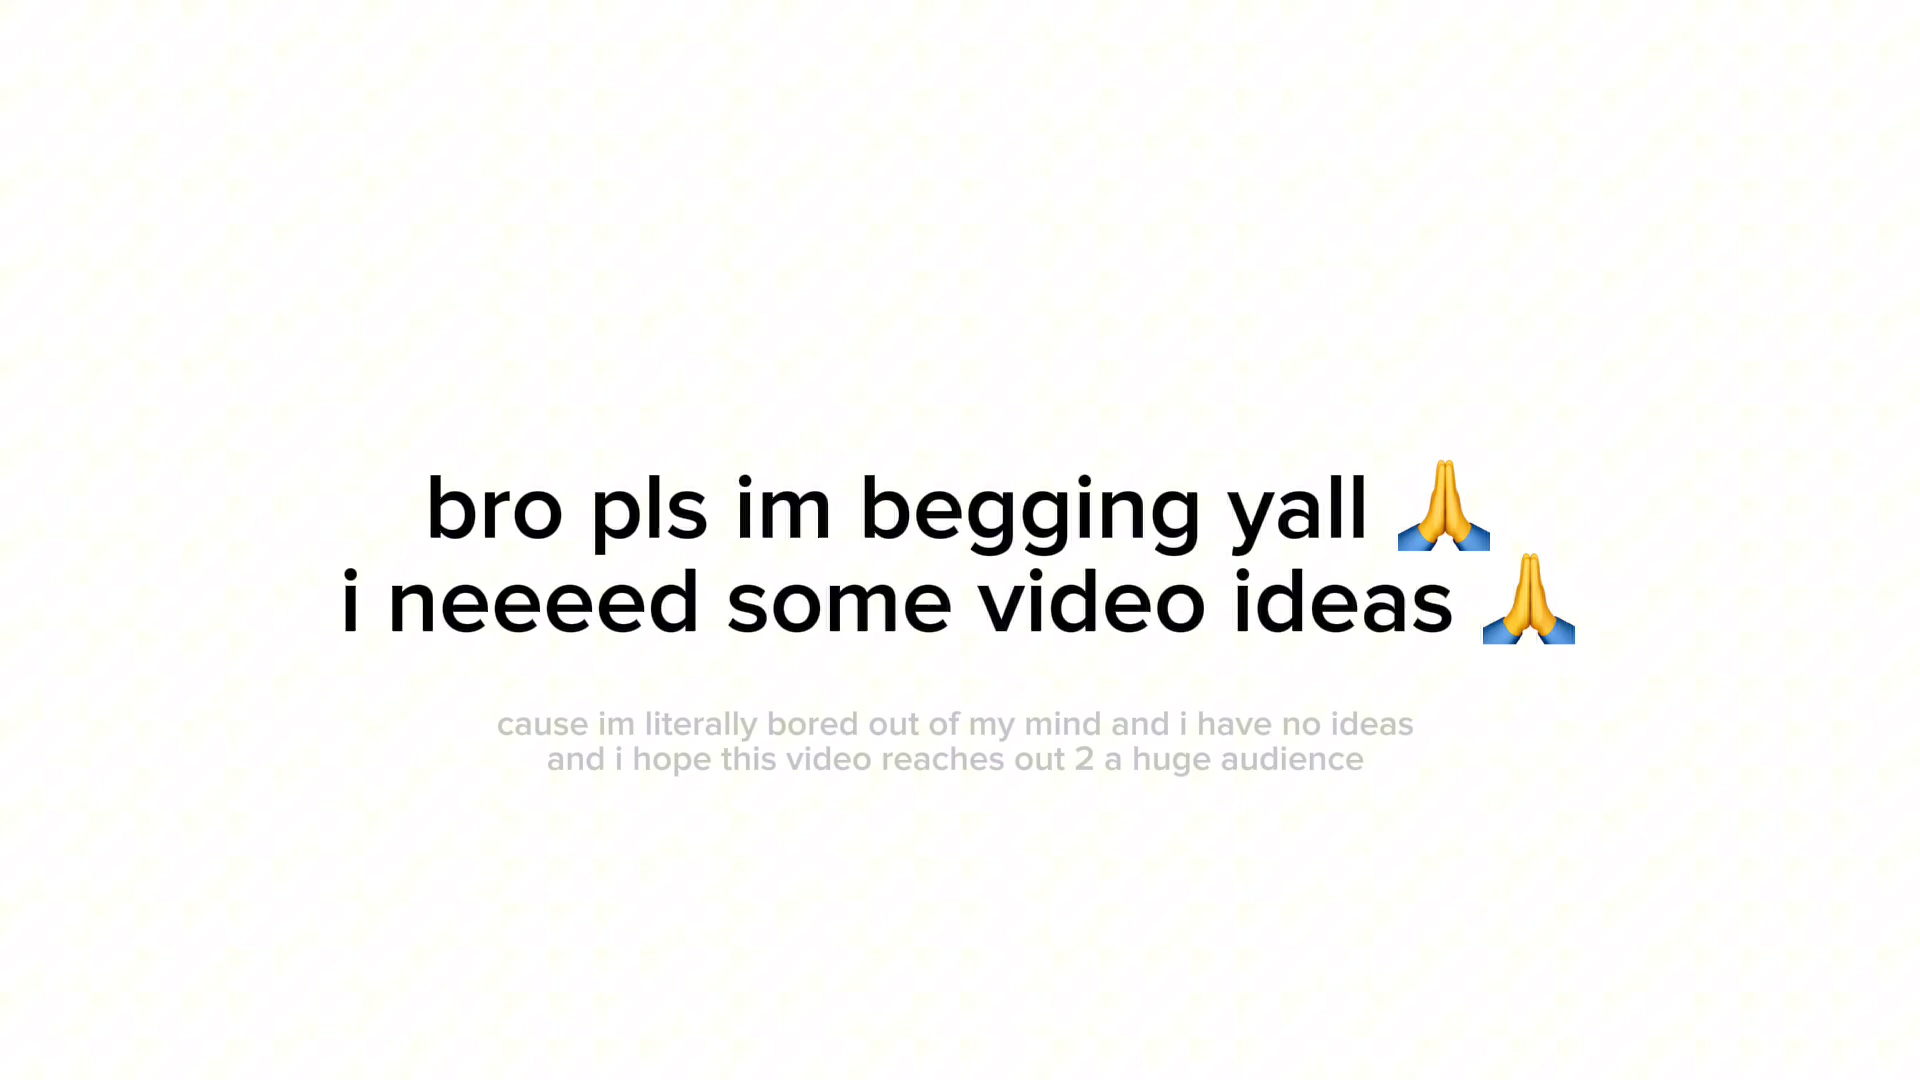 bro pls im begging yall 🙏
i neeeed some video ideas 🙏
cause im literally bored out of my mind and i have no ideas
and i hope this video reaches out 2 a huge audience